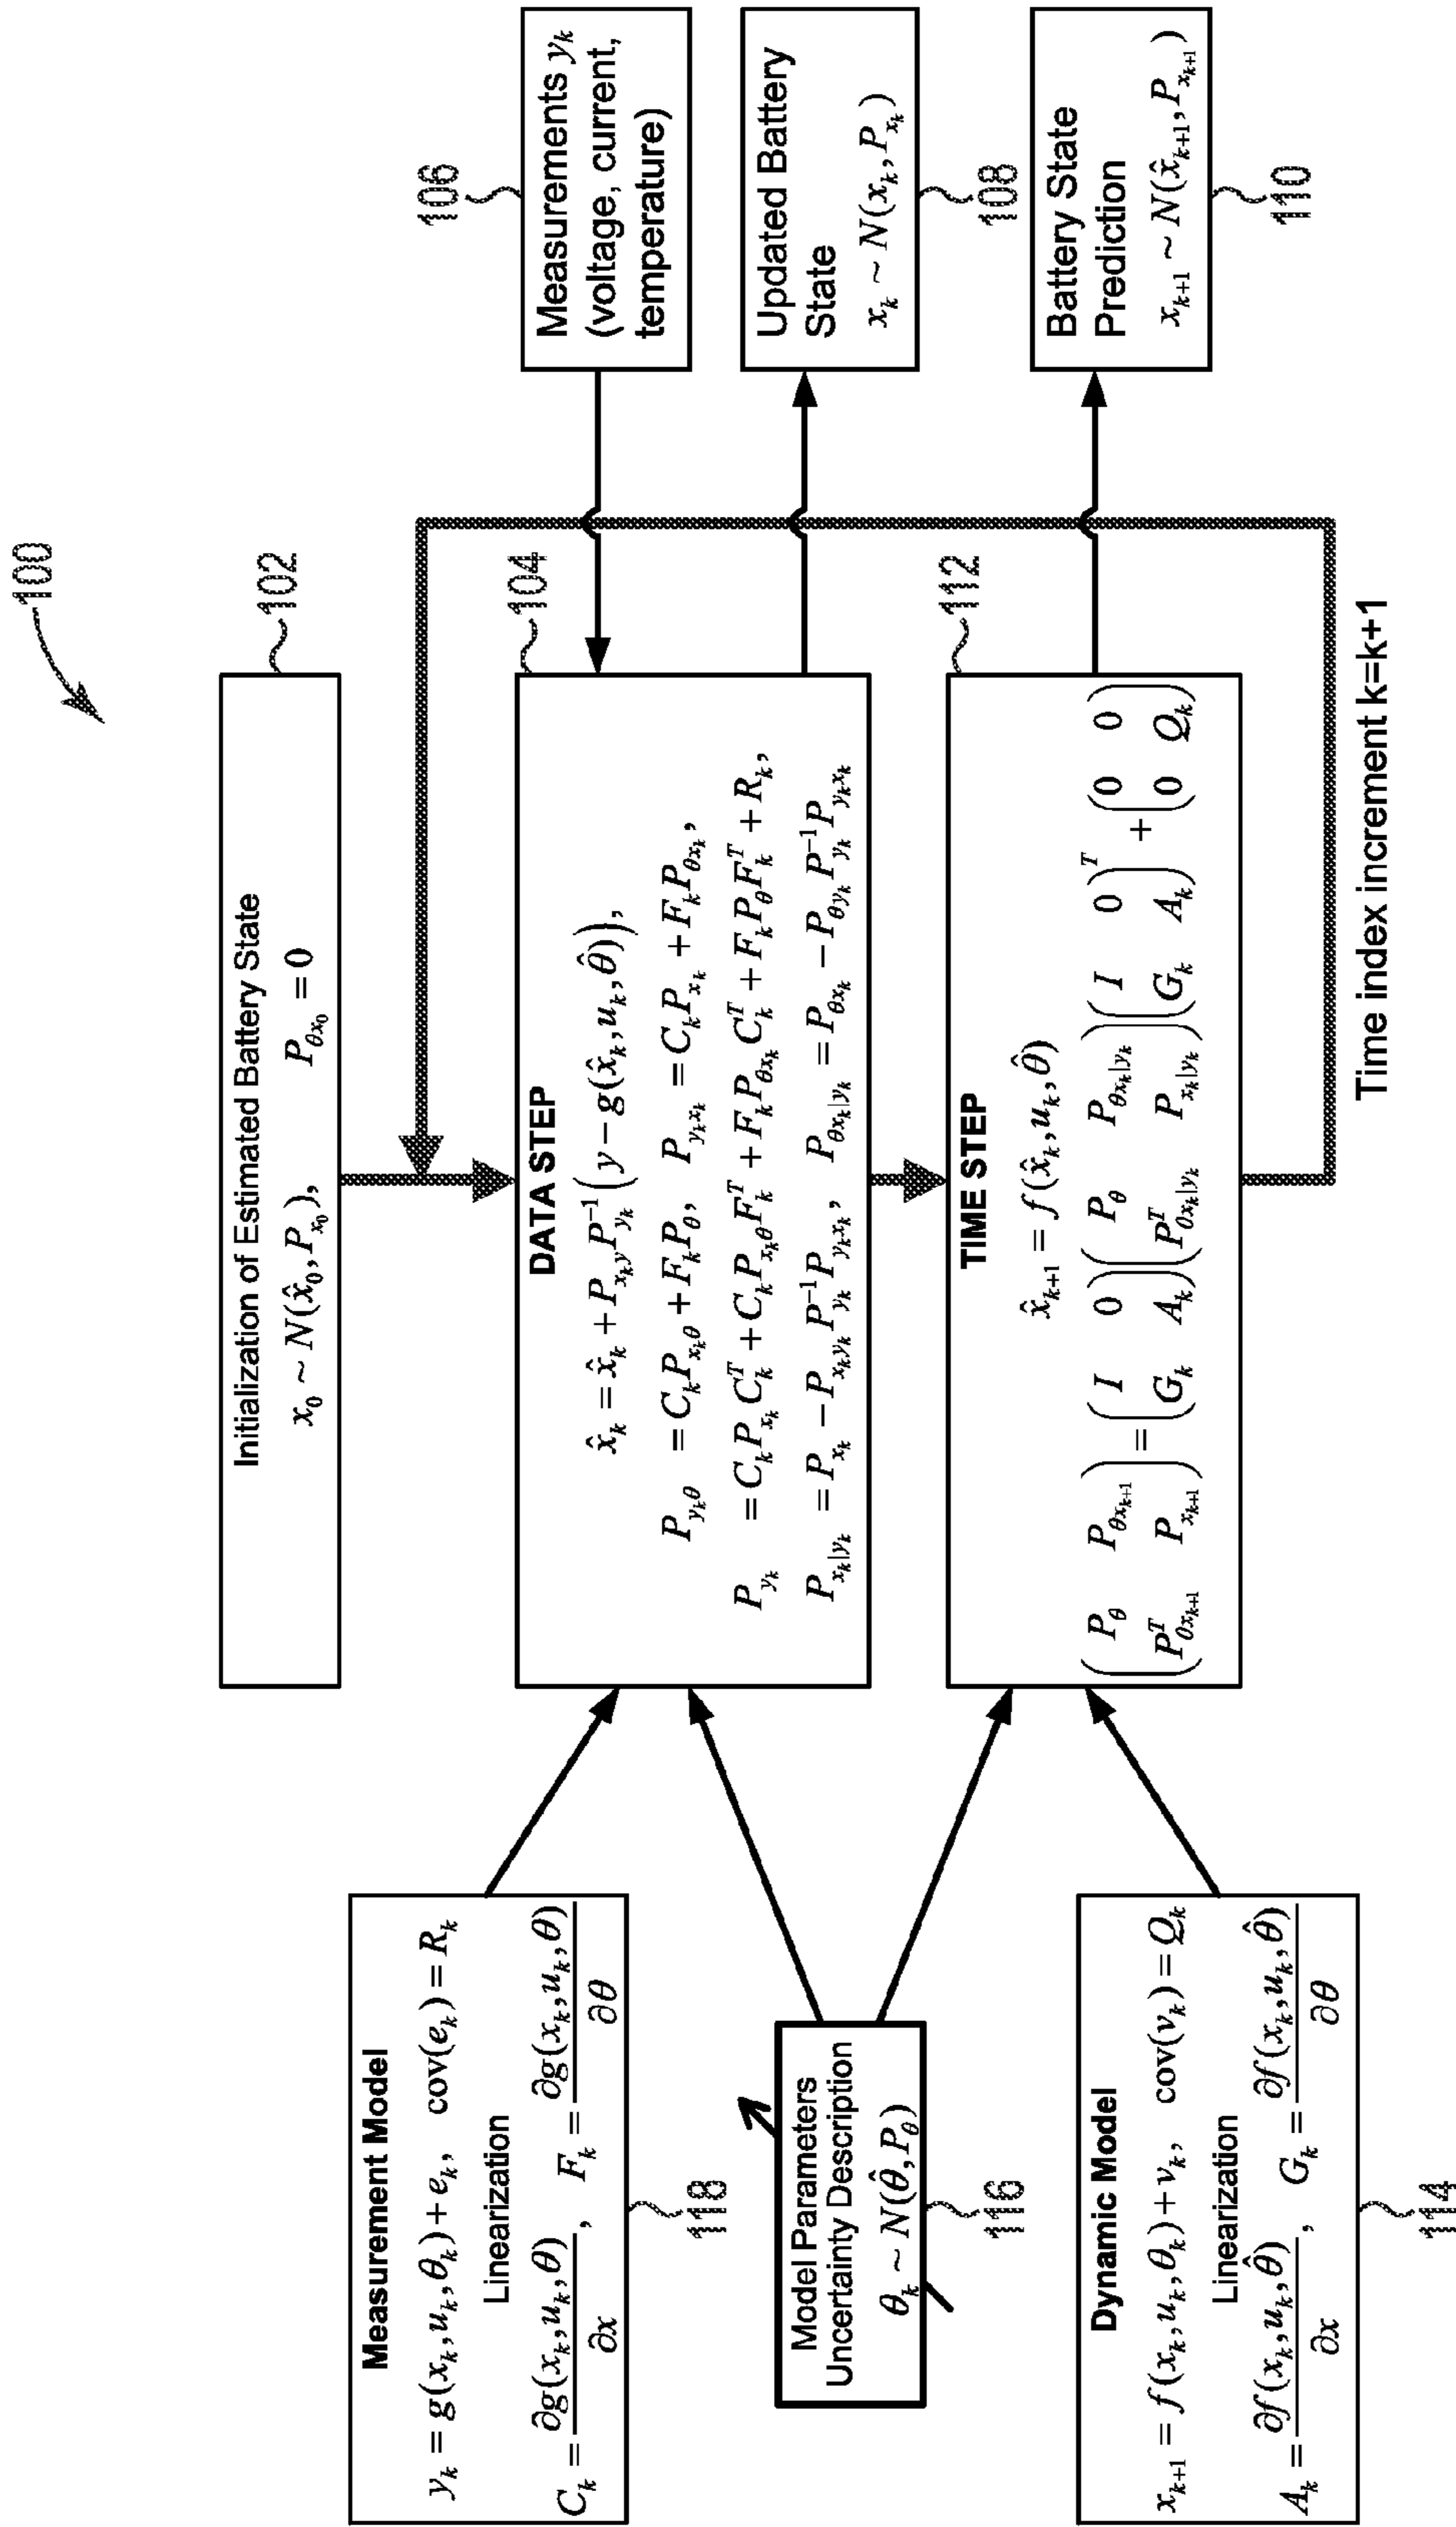 100
Initialization of Estimated Battery State
x_0 ~ N(x̂_0, P_{x_0}), P_{θx_0} = 0
102
Measurement Model
y_k = g(x_k, u_k, θ_k) + e_k, cov(e_k) = R_k
Linearization
C_k = ∂g(x_k, u_k, θ)/∂x, F_k = ∂g(x_k, u_k, θ)/∂θ
118
DATA STEP
x̂_k = x̂_k + P_{x_k y} P_{y_k}^{-1} (y − g(x̂_k, u_k, θ̂)),
P_{y_k θ} = C_k P_{x_k θ} + F_k P_θ, P_{y_k x_k} = C_k P_{x_k} + F_k P_{θx_k},
P_{y_k} = C_k P_{x_k} C_k^T + C_k P_{x_k θ} F_k^T + F_k P_{θx_k} C_k^T + F_k P_θ F_k^T + R_k,
P_{x_k|y_k} = P_{x_k} − P_{x_k y_k} P_{y_k}^{-1} P_{y_k x_k}, P_{θx_k|y_k} = P_{θx_k} − P_{θy_k} P_{y_k}^{-1} P_{y_k x_k}
104
Measurements y_k
(voltage, current,
temperature)
106
Updated Battery
State
x_k ~ N(x_k, P_{x_k})
108
Model Parameters
Uncertainty Description
θ_k ~ N(θ̂, P_θ)
116
TIME STEP
x̂_{k+1} = f(x̂_k, u_k, θ̂)
(P_θ P_{θx_{k+1}}; P_{θx_{k+1}}^T P_{x_{k+1}}) = (I 0; G_k A_k) (P_θ P_{θx_k|y_k}; P_{θx_k|y_k}^T P_{x_k|y_k}) (I 0; G_k A_k)^T + (0 0; 0 Q_k)
112
Battery State
Prediction
x_{k+1} ~ N(x̂_{k+1}, P_{x_{k+1}})
110
Dynamic Model
x_{k+1} = f(x_k, u_k, θ_k) + v_k, cov(v_k) = Q_k
Linearization
A_k = ∂f(x_k, u_k, θ̂)/∂x, G_k = ∂f(x_k, u_k, θ̂)/∂θ
114
Time index increment k=k+1